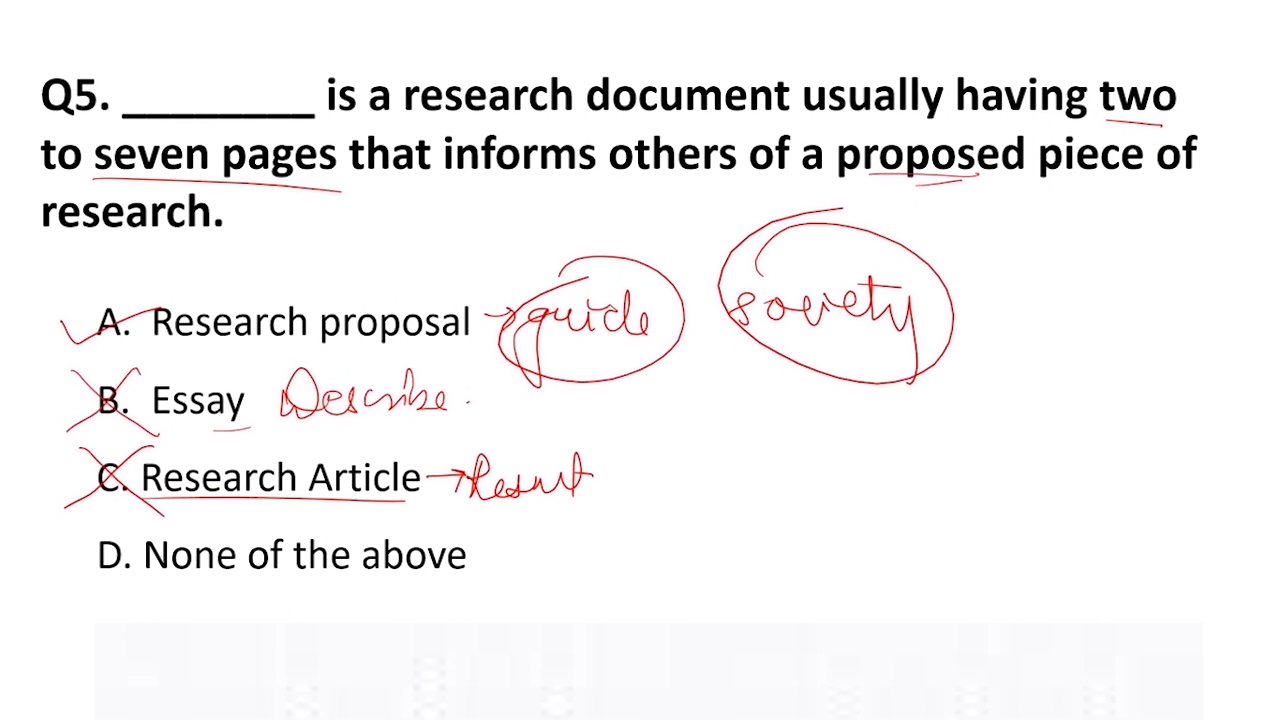 Q5. _________ is a research document usually having two
to seven pages that informs others of a proposed piece of
research.
A. Research proposal → guide society
B. Essay Describe.
C. Research Article → Result
D. None of the above